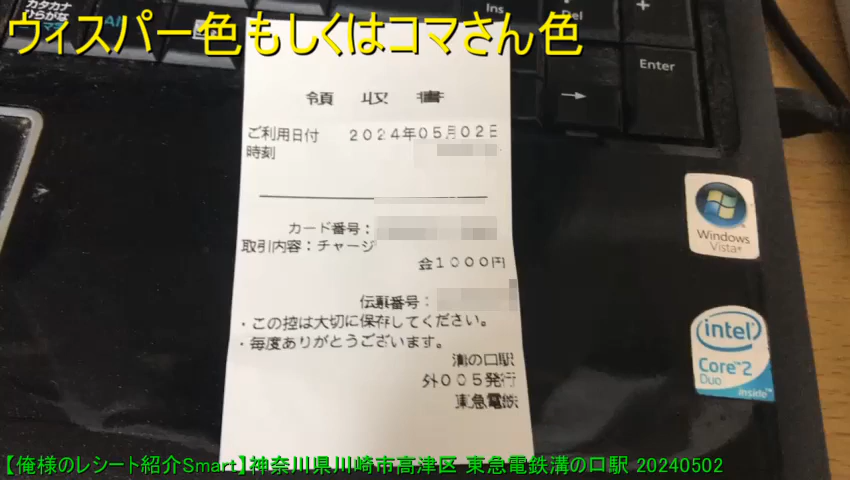 カタカナ
ひらがな
Ins
Del
Enter
ウィスパー色もしくはコマさん色
領 収 書
ご利用日付 2024年05月02日
時刻
カード番号：
取引内容：チャージ
金1000円
伝票番号：
・この控は大切に保存してください。
・毎度ありがとうございます。
溝の口駅
外005発行
東急電鉄
Windows
Vista
intel
Core™2
Duo
inside™
【俺様のレシート紹介Smart】神奈川県川崎市高津区 東急電鉄溝の口駅 20240502